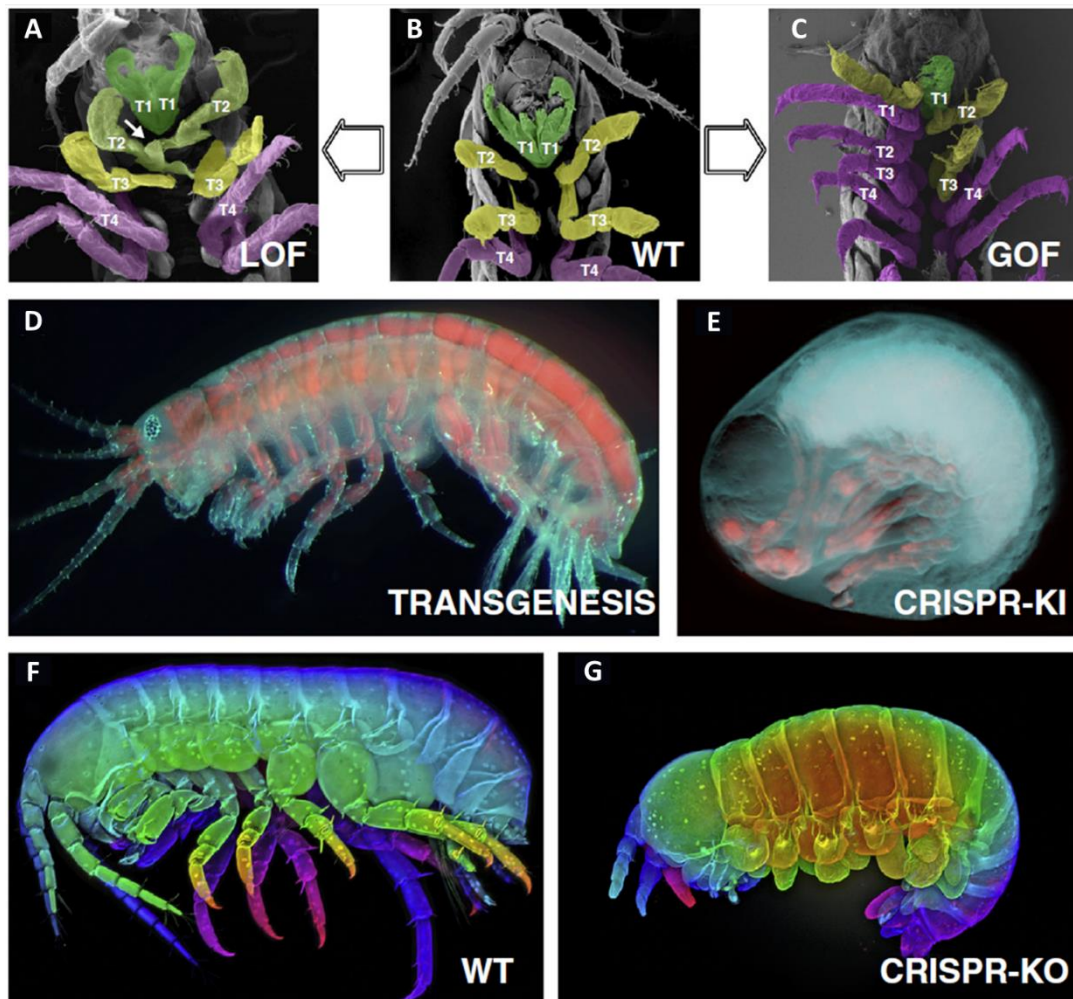 A
T1 T1
T2
T2
T3
T3
T4
T4
LOF
B
T1 T1
T2
T2
T3
T3
T4
T4
WT
C
T1
T1
T2
T2
T3
T3
T4
T4
GOF
D
TRANSGENESIS
E
CRISPR-KI
F
WT
G
CRISPR-KO